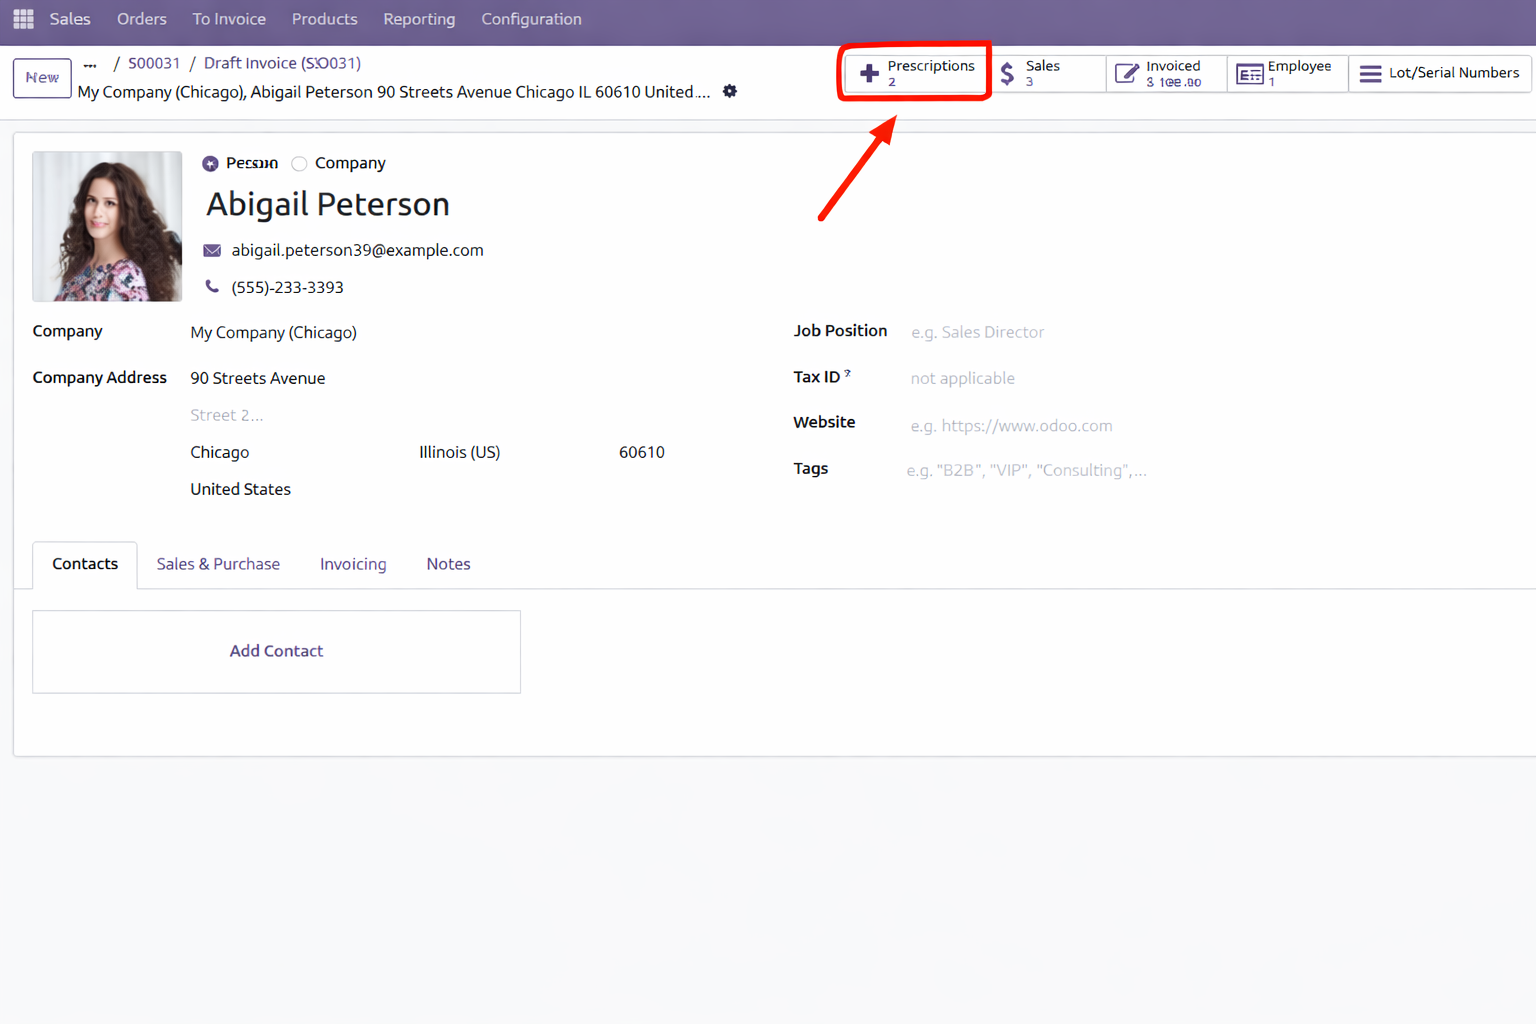 Sales Orders To Invoice Products Reporting Configuration
New ... / S00031 / Draft Invoice
My Company (Chicago), Abigail Peterson 90 Streets Avenue Chicago IL 60610 United ...
Prescriptions
2
Sales
3
Invoiced
Employee
1
Lot/Serial Numbers
Person Company
Abigail Peterson
abigail.peterson39@example.com
(555)-233-3393
Company My Company (Chicago)
Company Address 90 Streets Avenue
Street 2...
Chicago Illinois (US) 60610
United States
Job Position e.g. Sales Director
Tax ID ? not applicable
Website e.g. https://www.odoo.com
Tags e.g. "B2B", "VIP", "Consulting",...
Contacts Sales & Purchase Invoicing Notes
Add Contact